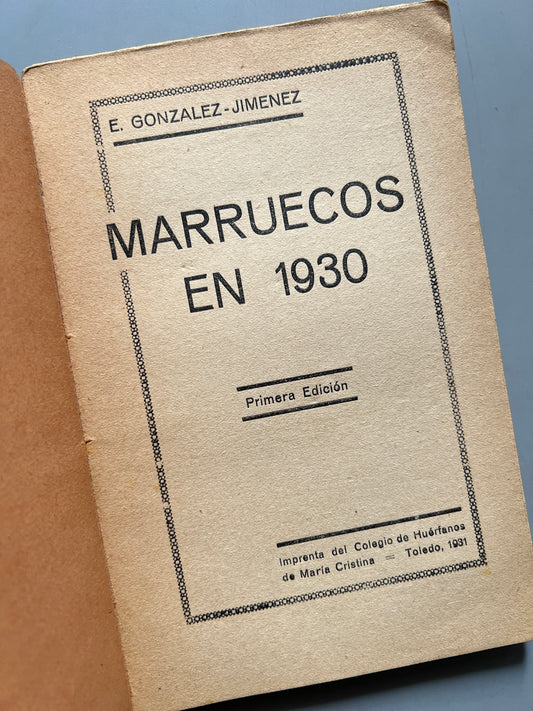 E. GONZALEZ-JIMENEZ
MARRUECOS
EN 1930
Primera Edición
Imprenta del Colegio de Huérfanos
de María Cristina = Toledo, 1931